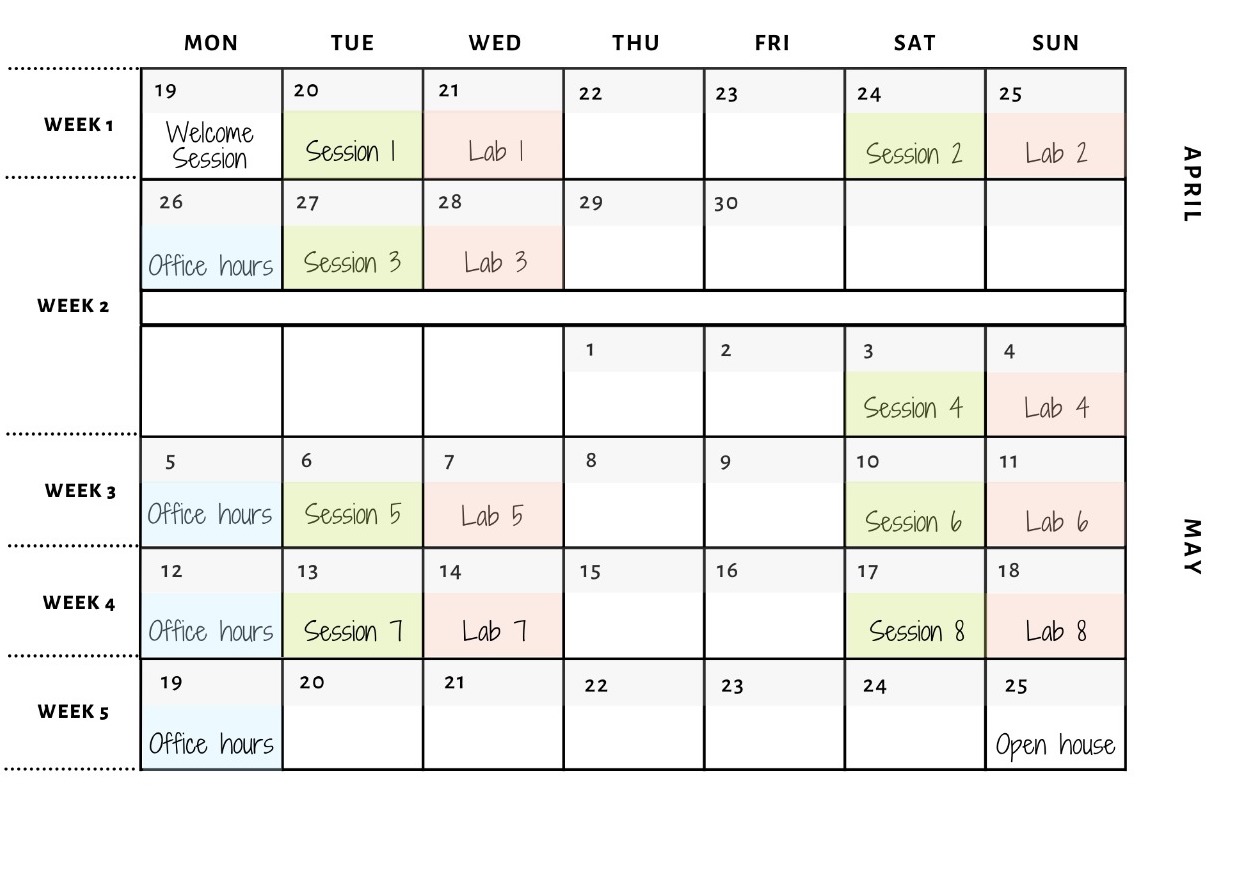 MON TUE WED THU FRI SAT SUN
19 20 21 22 23 24 25
WEEK 1 Welcome Session Session 1 Lab 1 Session 2 Lab 2
APRIL
26 27 28 29 30
Office hours Session 3 Lab 3
WEEK 2
1 2 3 4
Session 4 Lab 4
5 6 7 8 9 10 11
WEEK 3 Office hours Session 5 Lab 5 Session 6 Lab 6
MAY
12 13 14 15 16 17 18
WEEK 4 Office hours Session 7 Lab 7 Session 8 Lab 8
19 20 21 22 23 24 25
WEEK 5 Office hours Open house